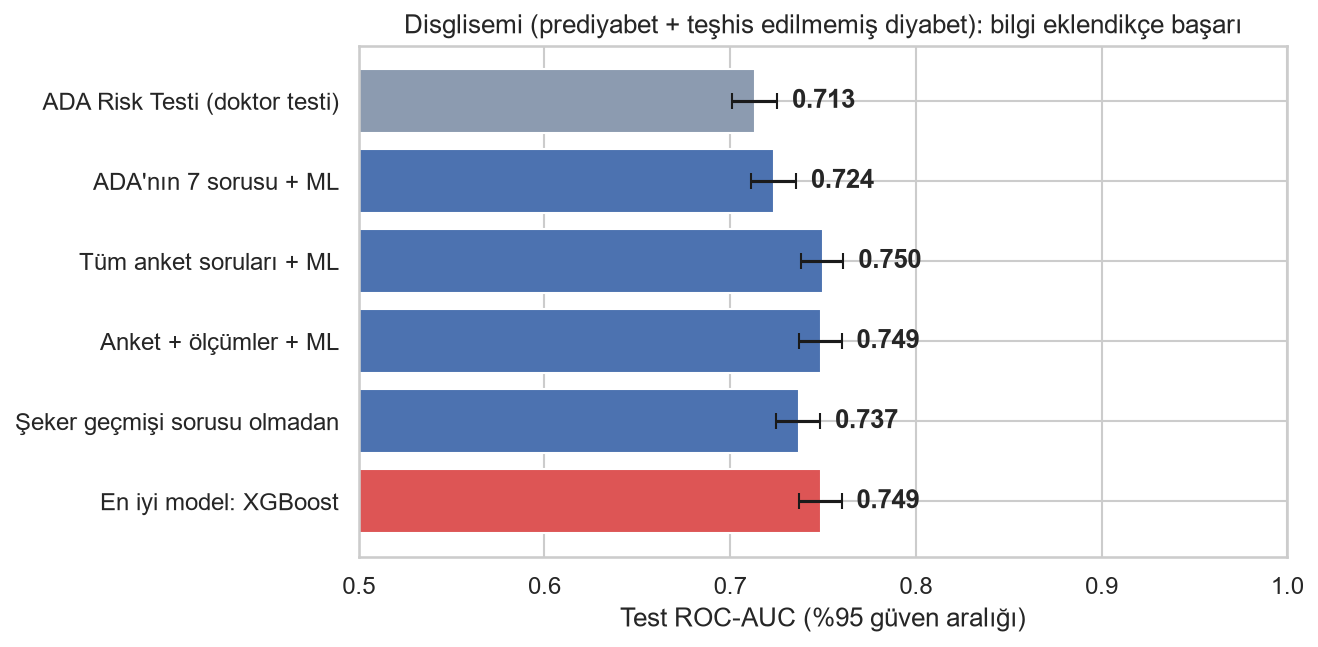 Disglisemi (prediyabet + teşhis edilmemiş diyabet): bilgi eklendikçe başarı
ADA Risk Testi (doktor testi)
0.713
ADA'nın 7 sorusu + ML
0.724
Tüm anket soruları + ML
0.750
Anket + ölçümler + ML
0.749
Şeker geçmişi sorusu olmadan
0.737
En iyi model: XGBoost
0.749
0.5 0.6 0.7 0.8 0.9 1.0
Test ROC-AUC (%95 güven aralığı)